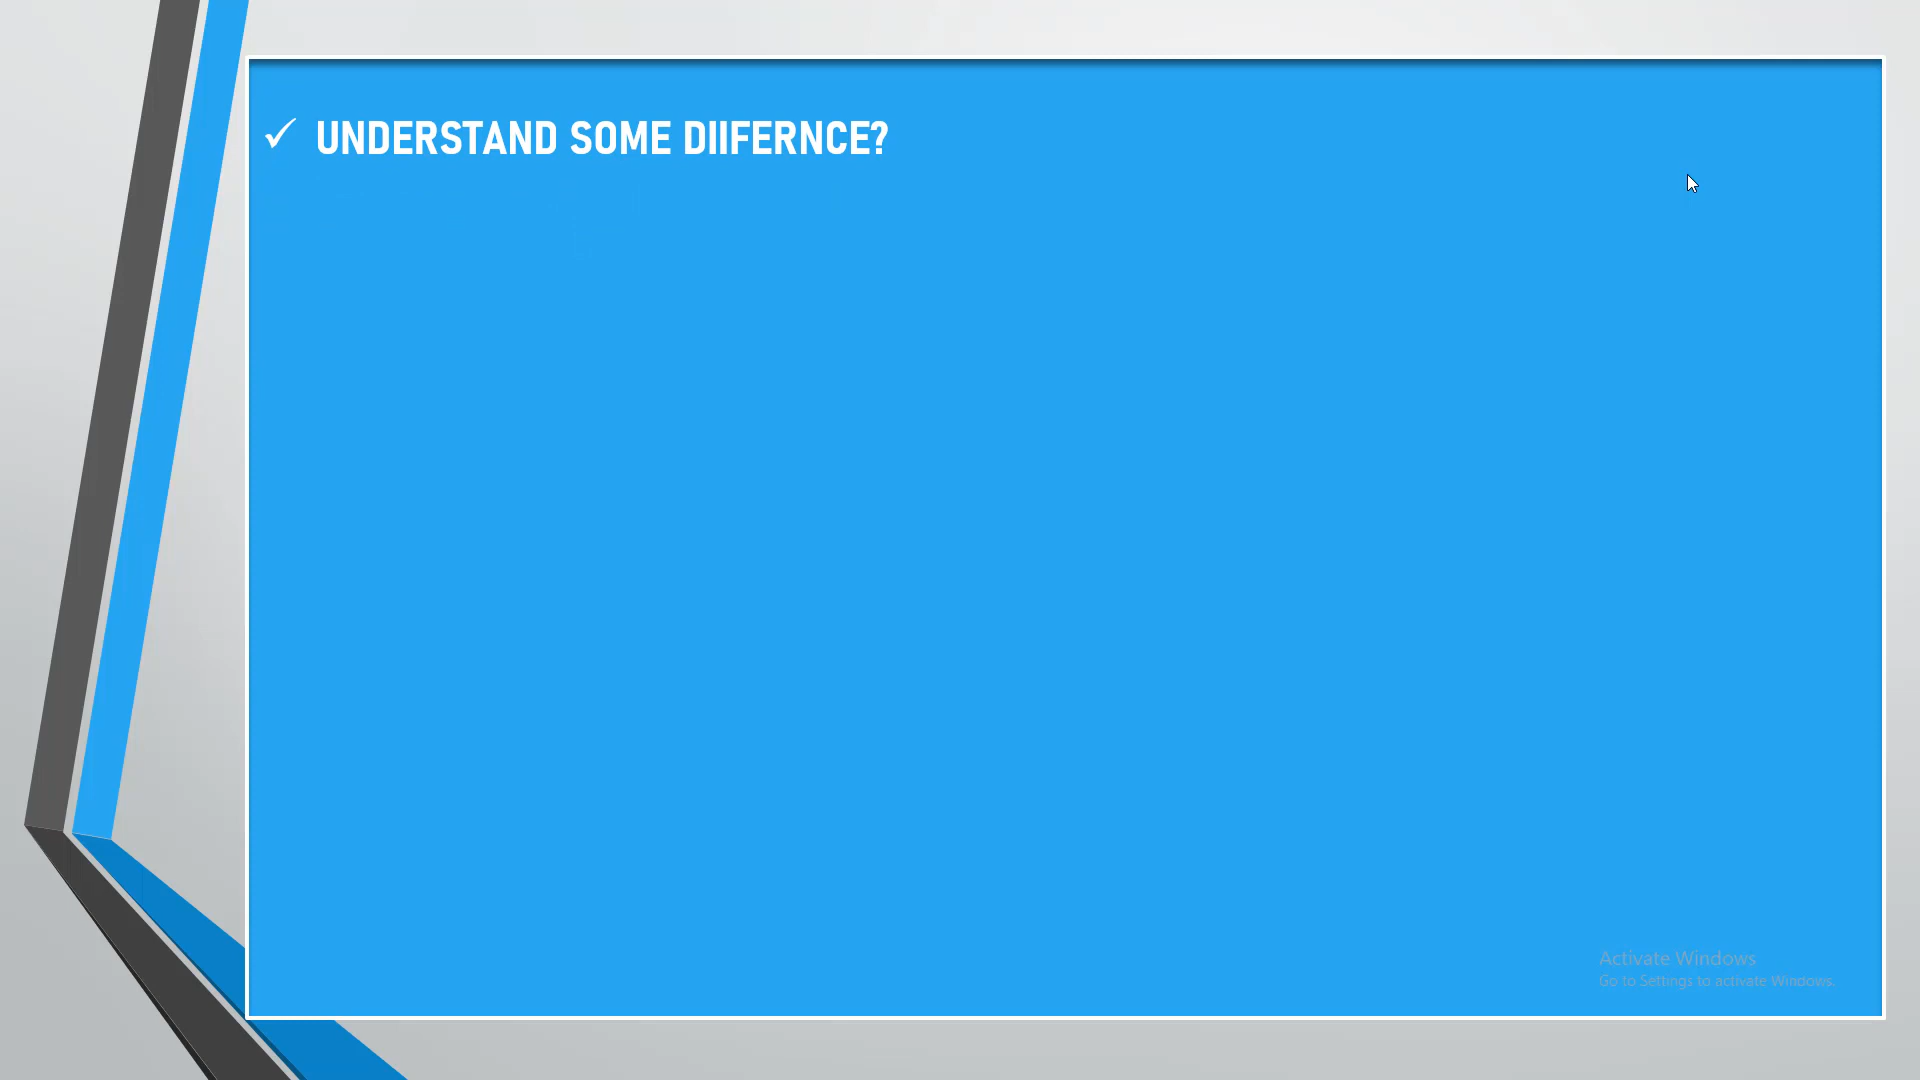 ✓ UNDERSTAND SOME DIIFERNCE?
Activate Windows
Go to Settings to activate Windows.